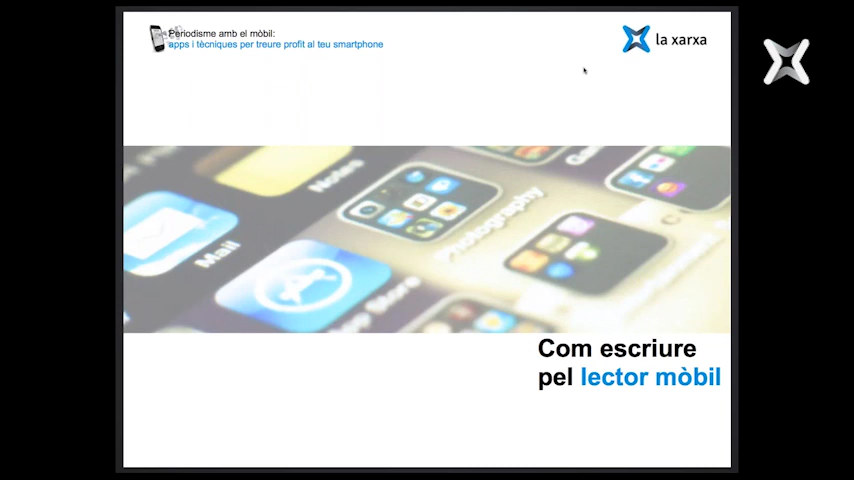 Periodisme amb el mòbil:
apps i tècniques per treure profit al teu smartphone
la xarxa
Notes
Photography
Mail
App Store
Com escriure
pel lector mòbil